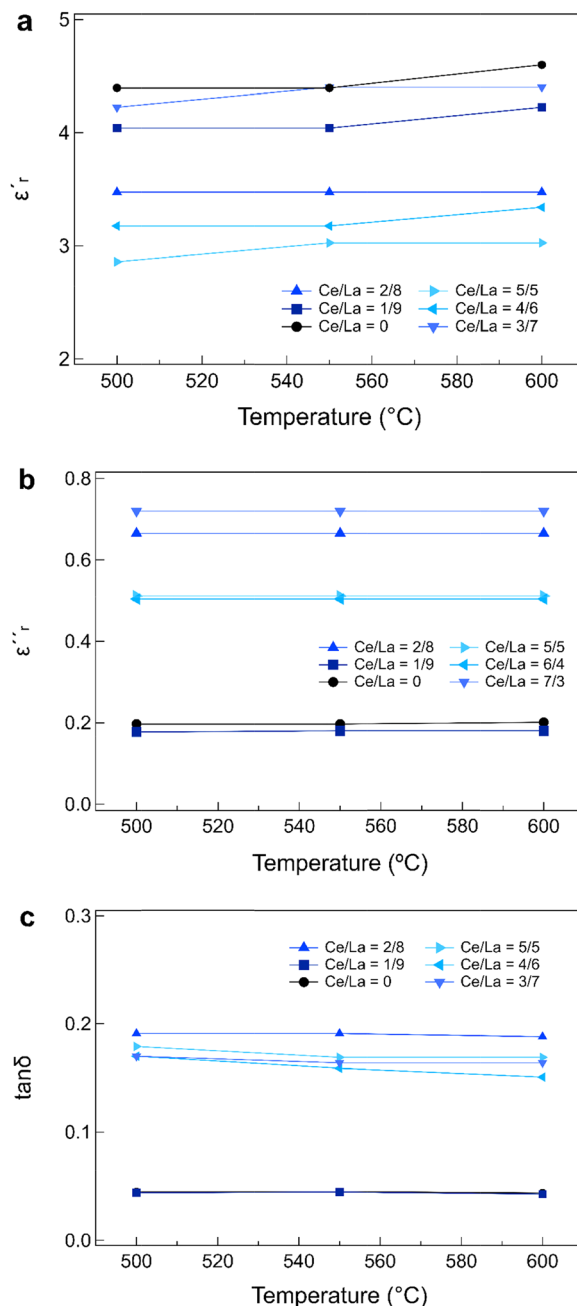 a
5
4
3
2
ε´r
Ce/La = 2/8
Ce/La = 5/5
Ce/La = 1/9
Ce/La = 4/6
Ce/La = 0
Ce/La = 3/7
500
520
540
560
580
600
Temperature (°C)
b
0.8
0.6
0.4
0.2
0.0
ε´´r
Ce/La = 2/8
Ce/La = 5/5
Ce/La = 1/9
Ce/La = 6/4
Ce/La = 0
Ce/La = 7/3
500
520
540
560
580
600
Temperature (ºC)
c
0.3
0.2
0.1
0.0
tanδ
Ce/La = 2/8
Ce/La = 5/5
Ce/La = 1/9
Ce/La = 4/6
Ce/La = 0
Ce/La = 3/7
500
520
540
560
580
600
Temperature (°C)